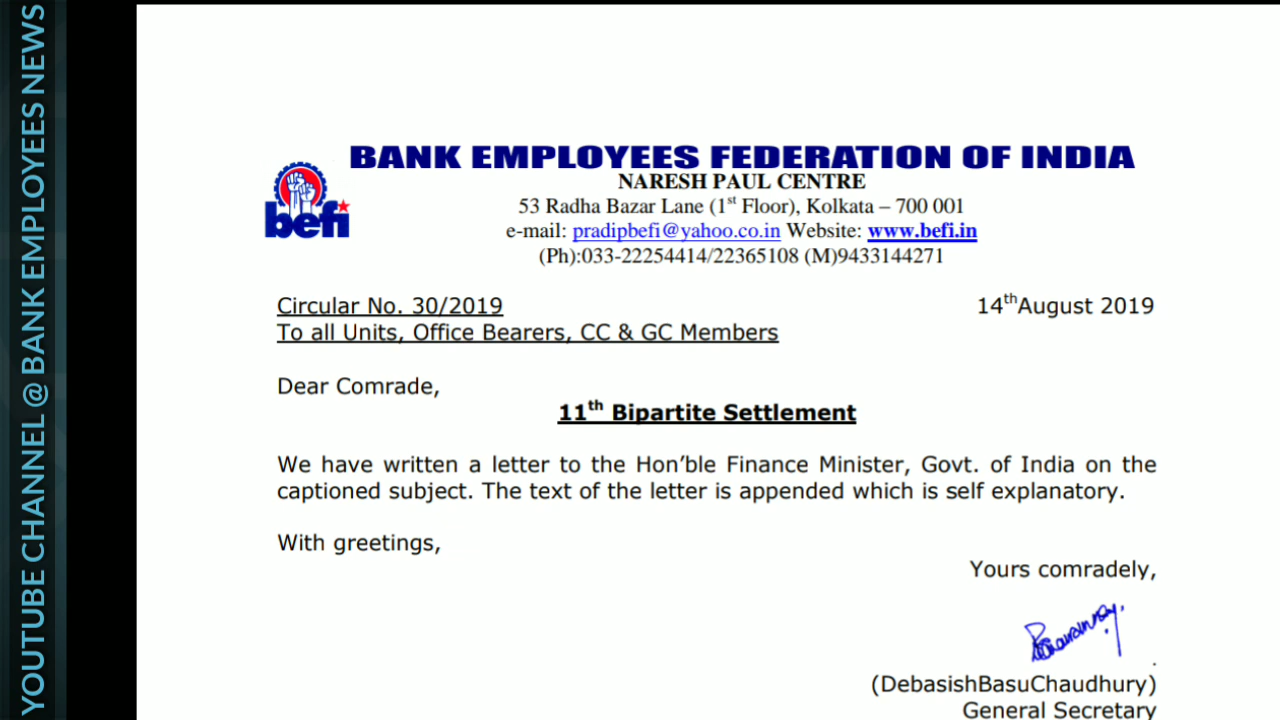 YOUTUBE CHANNEL @ BANK EMPLOYEES NEWS
BANK EMPLOYEES FEDERATION OF INDIA
NARESH PAUL CENTRE
53 Radha Bazar Lane (1st Floor), Kolkata – 700 001
e-mail: pradipbefi@yahoo.co.in Website: www.befi.in
(Ph):033-22254414/22365108 (M)9433144271
befi
Circular No. 30/2019 14thAugust 2019
To all Units, Office Bearers, CC & GC Members
Dear Comrade,
11th Bipartite Settlement
We have written a letter to the Hon’ble Finance Minister, Govt. of India on the
captioned subject. The text of the letter is appended which is self explanatory.
With greetings,
Yours comradely,
(DebasishBasuChaudhury)
General Secretary